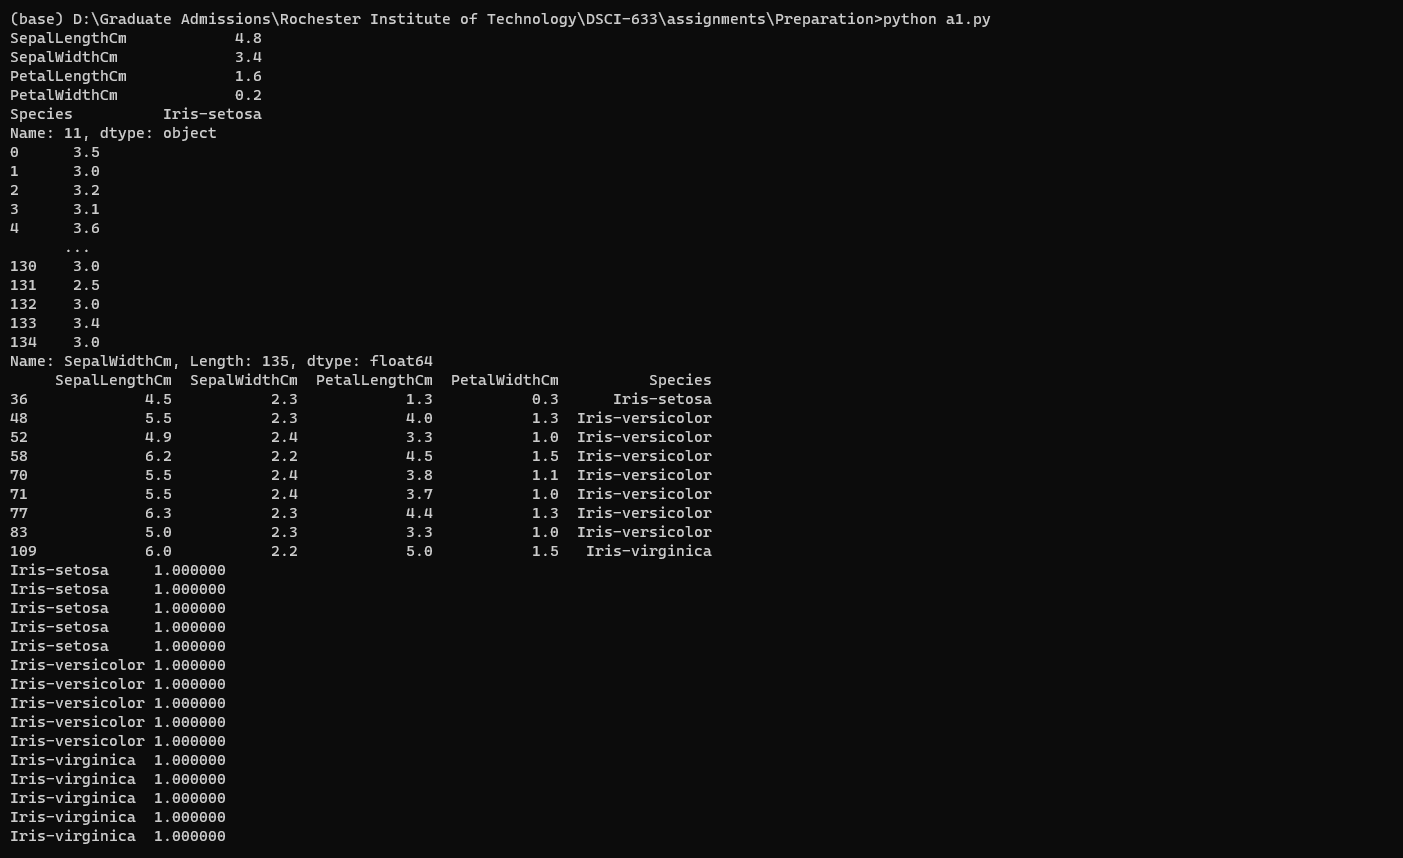 (base) D:\Graduate Admissions\Rochester Institute of Technology\DSCI-633\assignments\Preparation>python a1.py
SepalLengthCm            4.8
SepalWidthCm             3.4
PetalLengthCm            1.6
PetalWidthCm             0.2
Species          Iris-setosa
Name: 11, dtype: object
0      3.5
1      3.0
2      3.2
3      3.1
4      3.6
      ...
130    3.0
131    2.5
132    3.0
133    3.4
134    3.0
Name: SepalWidthCm, Length: 135, dtype: float64
     SepalLengthCm  SepalWidthCm  PetalLengthCm  PetalWidthCm          Species
36             4.5           2.3            1.3           0.3      Iris-setosa
48             5.5           2.3            4.0           1.3  Iris-versicolor
52             4.9           2.4            3.3           1.0  Iris-versicolor
58             6.2           2.2            4.5           1.5  Iris-versicolor
70             5.5           2.4            3.8           1.1  Iris-versicolor
71             5.5           2.4            3.7           1.0  Iris-versicolor
77             6.3           2.3            4.4           1.3  Iris-versicolor
83             5.0           2.3            3.3           1.0  Iris-versicolor
109            6.0           2.2            5.0           1.5   Iris-virginica
Iris-setosa     1.000000
Iris-setosa     1.000000
Iris-setosa     1.000000
Iris-setosa     1.000000
Iris-setosa     1.000000
Iris-versicolor 1.000000
Iris-versicolor 1.000000
Iris-versicolor 1.000000
Iris-versicolor 1.000000
Iris-versicolor 1.000000
Iris-virginica  1.000000
Iris-virginica  1.000000
Iris-virginica  1.000000
Iris-virginica  1.000000
Iris-virginica  1.000000